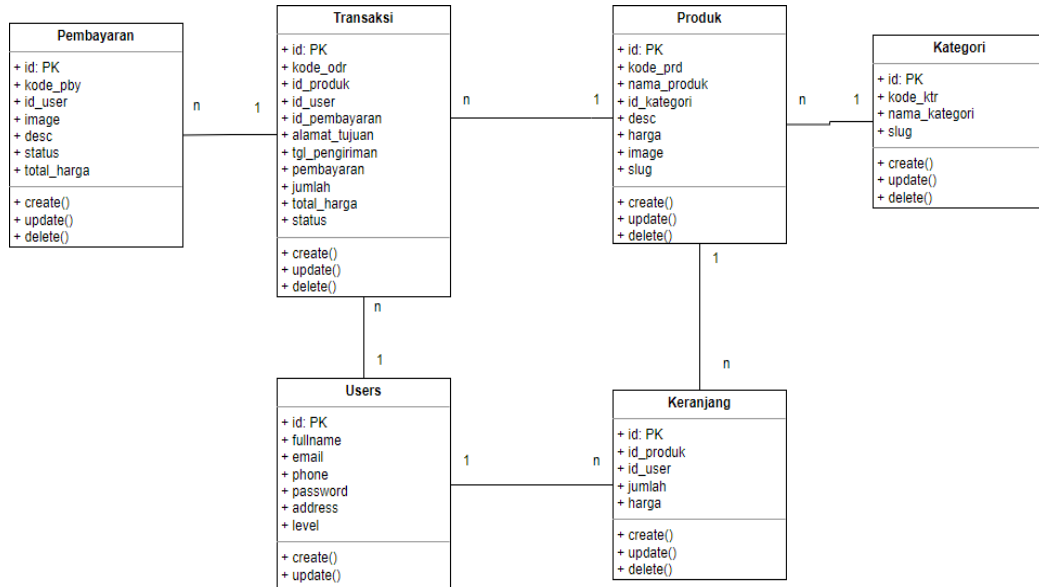 Pembayaran
+ id: PK
+ kode_pby
+ id_user
+ image
+ desc
+ status
+ total_harga
+ create()
+ update()
+ delete()
n
1
Transaksi
+ id: PK
+ kode_odr
+ id_produk
+ id_user
+ id_pembayaran
+ alamat_tujuan
+ tgl_pengiriman
+ pembayaran
+ jumlah
+ total_harga
+ status
+ create()
+ update()
+ delete()
n
1
Produk
+ id: PK
+ kode_prd
+ nama_produk
+ id_kategori
+ desc
+ harga
+ image
+ slug
+ create()
+ update()
+ delete()
n
1
Kategori
+ id: PK
+ kode_ktr
+ nama_kategori
+ slug
+ create()
+ update()
+ delete()
n
1
1
n
Users
+ id: PK
+ fullname
+ email
+ phone
+ password
+ address
+ level
+ create()
+ update()
1
n
Keranjang
+ id: PK
+ id_produk
+ id_user
+ jumlah
+ harga
+ create()
+ update()
+ delete()